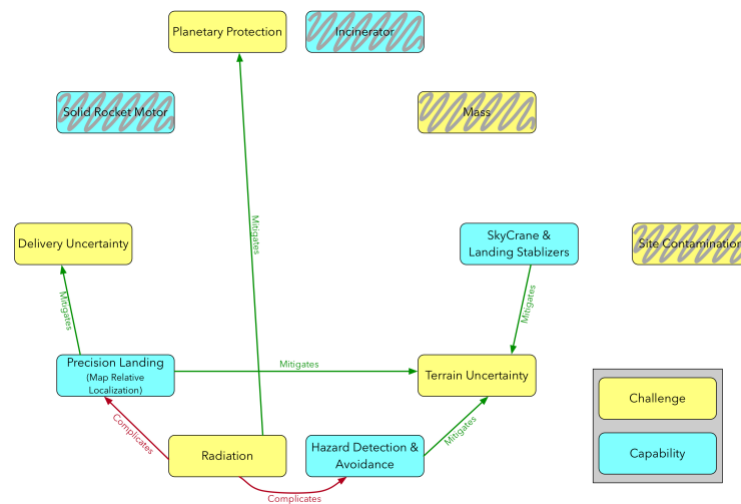 Planetary Protection
Incinerator
Solid Rocket Motor
Mass
Mitigates
Delivery Uncertainty
SkyCrane &
Landing Stablizers
Site Contamination
Mitigates
Mitigates
Precision Landing
(Map Relative
Localization)
Mitigates
Terrain Uncertainty
Challenge
Complicates
Mitigates
Radiation
Hazard Detection &
Avoidance
Capability
Complicates